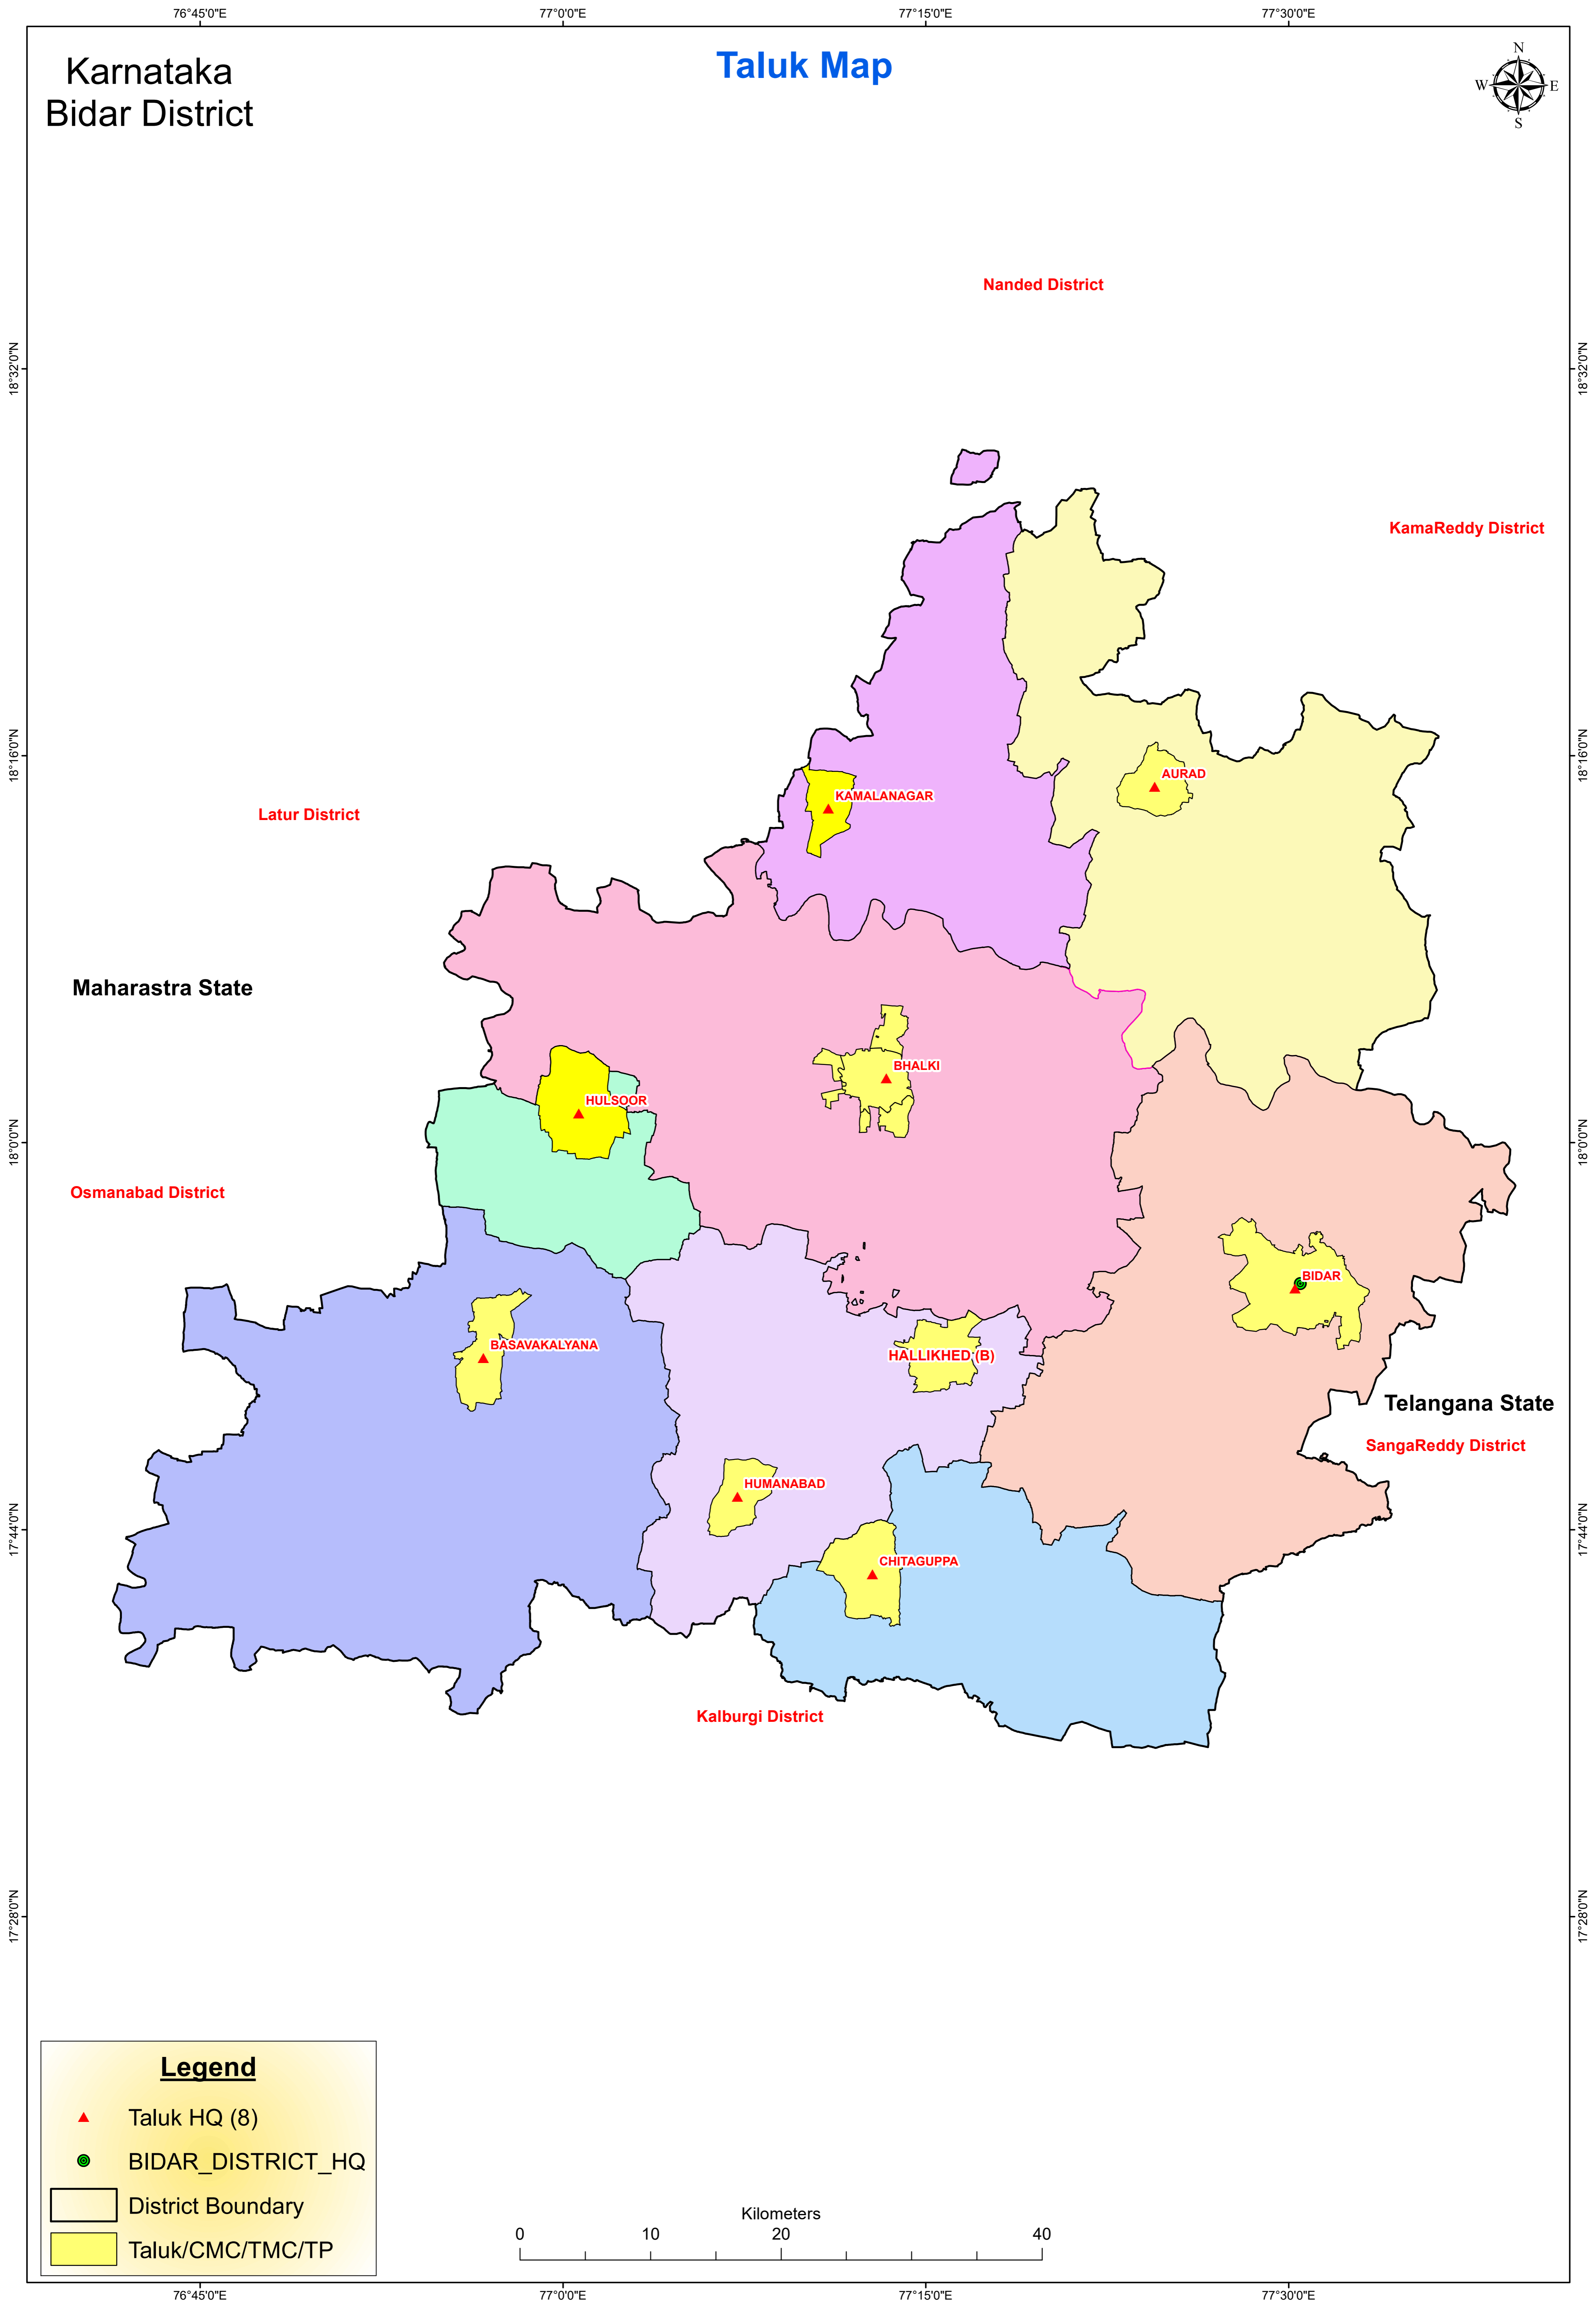 76°45'0"E
77°0'0"E
77°15'0"E
77°30'0"E
Karnataka
Bidar District
Taluk Map
N
W
E
S
Nanded District
18°32'0"N
18°32'0"N
KamaReddy District
18°16'0"N
18°16'0"N
AURAD
KAMALANAGAR
Latur District
Maharastra State
BHALKI
HULSOOR
18°0'0"N
18°0'0"N
Osmanabad District
BIDAR
BASAVAKALYANA
HALLIKHED (B)
Telangana State
SangaReddy District
HUMANABAD
17°44'0"N
17°44'0"N
CHITAGUPPA
Kalburgi District
17°28'0"N
17°28'0"N
Legend
Taluk HQ (8)
BIDAR_DISTRICT_HQ
District Boundary
Taluk/CMC/TMC/TP
Kilometers
0 10 20 40
76°45'0"E
77°0'0"E
77°15'0"E
77°30'0"E